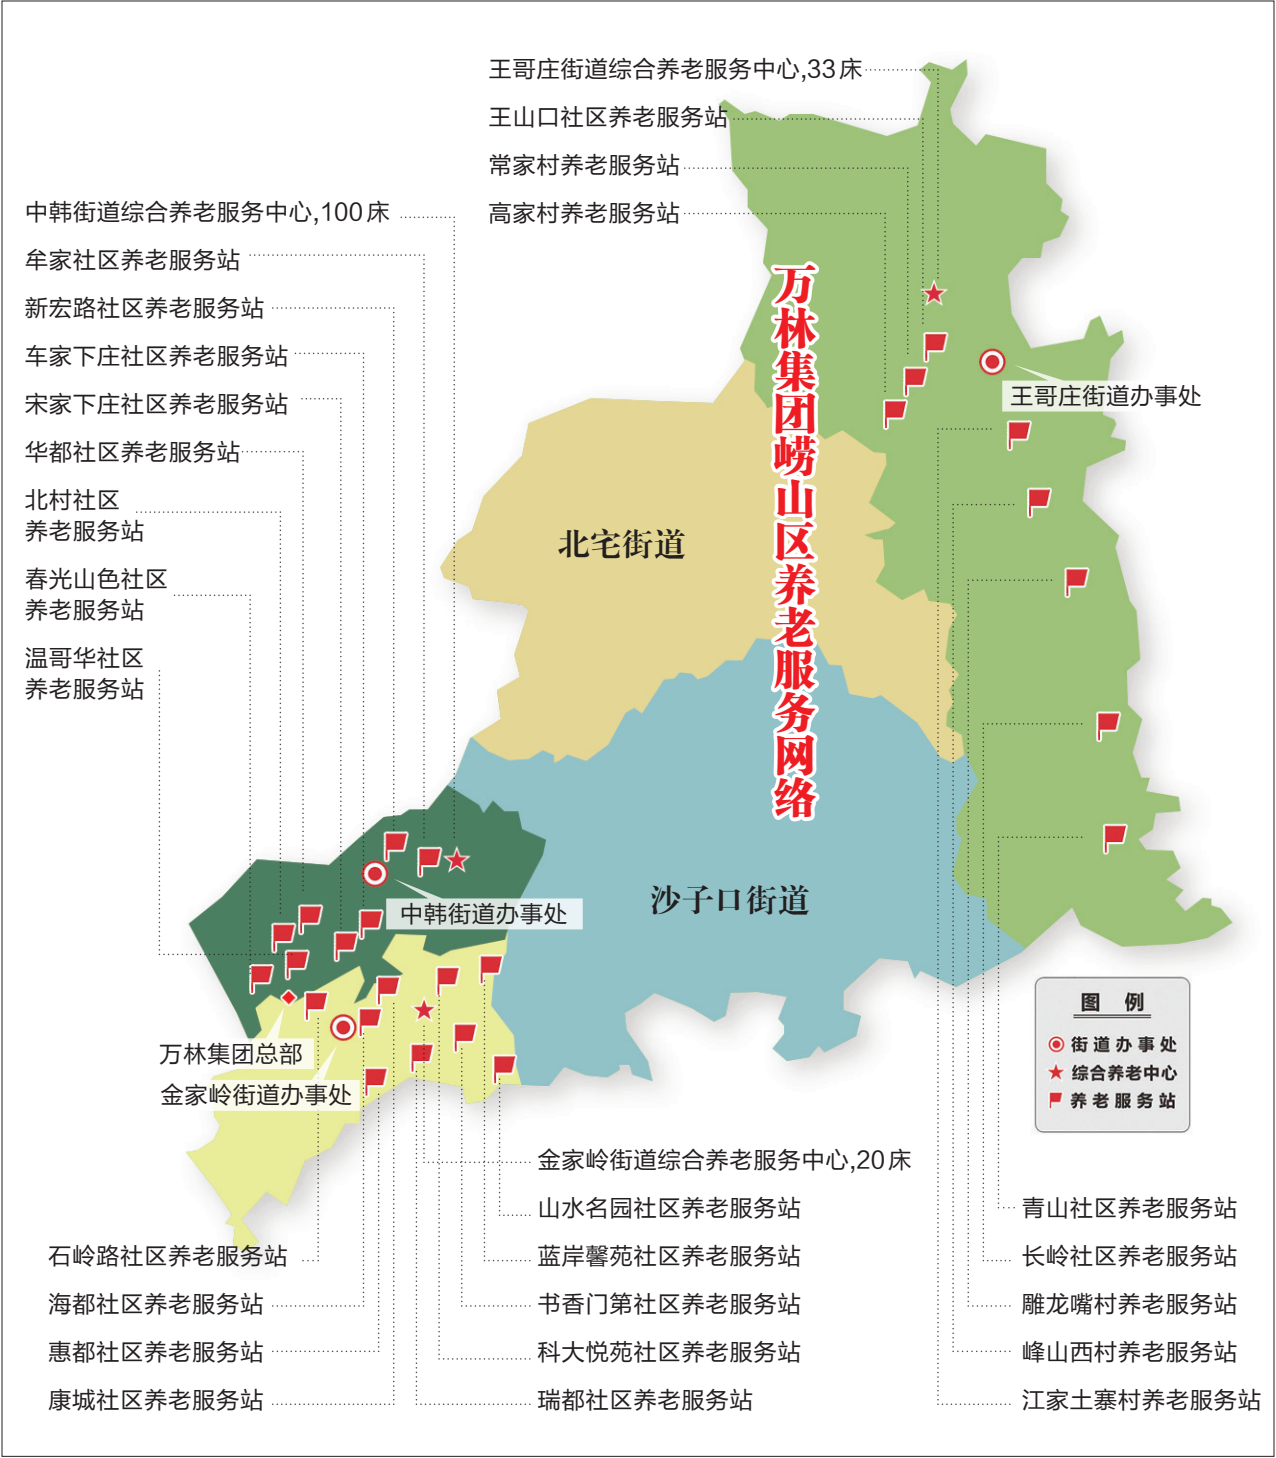 王哥庄街道综合养老服务中心,33床
王山口社区养老服务站
常家村养老服务站
高家村养老服务站
中韩街道综合养老服务中心,100床
牟家社区养老服务站
新宏路社区养老服务站
车家下庄社区养老服务站
宋家下庄社区养老服务站
华都社区养老服务站
北村社区
养老服务站
春光山色社区
养老服务站
温哥华社区
养老服务站
万林集团崂山区养老服务网络
王哥庄街道办事处
北宅街道
沙子口街道
中韩街道办事处
万林集团总部
金家岭街道办事处
图 例
街道办事处
综合养老中心
养老服务站
金家岭街道综合养老服务中心,20床
山水名园社区养老服务站
蓝岸馨苑社区养老服务站
书香门第社区养老服务站
科大悦苑社区养老服务站
瑞都社区养老服务站
石岭路社区养老服务站
海都社区养老服务站
惠都社区养老服务站
康城社区养老服务站
青山社区养老服务站
长岭社区养老服务站
雕龙嘴村养老服务站
峰山西村养老服务站
江家土寨村养老服务站